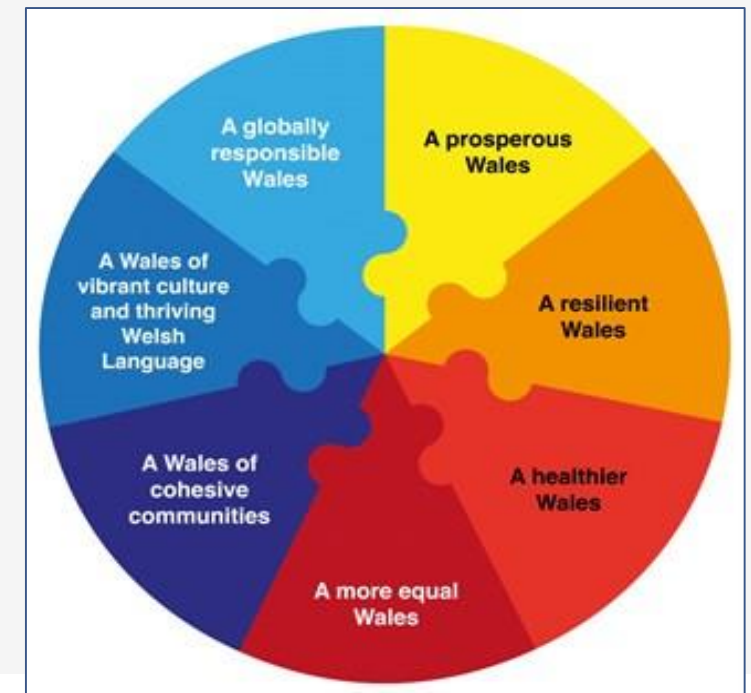 A prosperous
Wales
A resilient
Wales
A healthier
Wales
A more equal
Wales
A Wales of
cohesive
communities
A Wales of
vibrant culture
and thriving
Welsh
Language
A globally
responsible
Wales